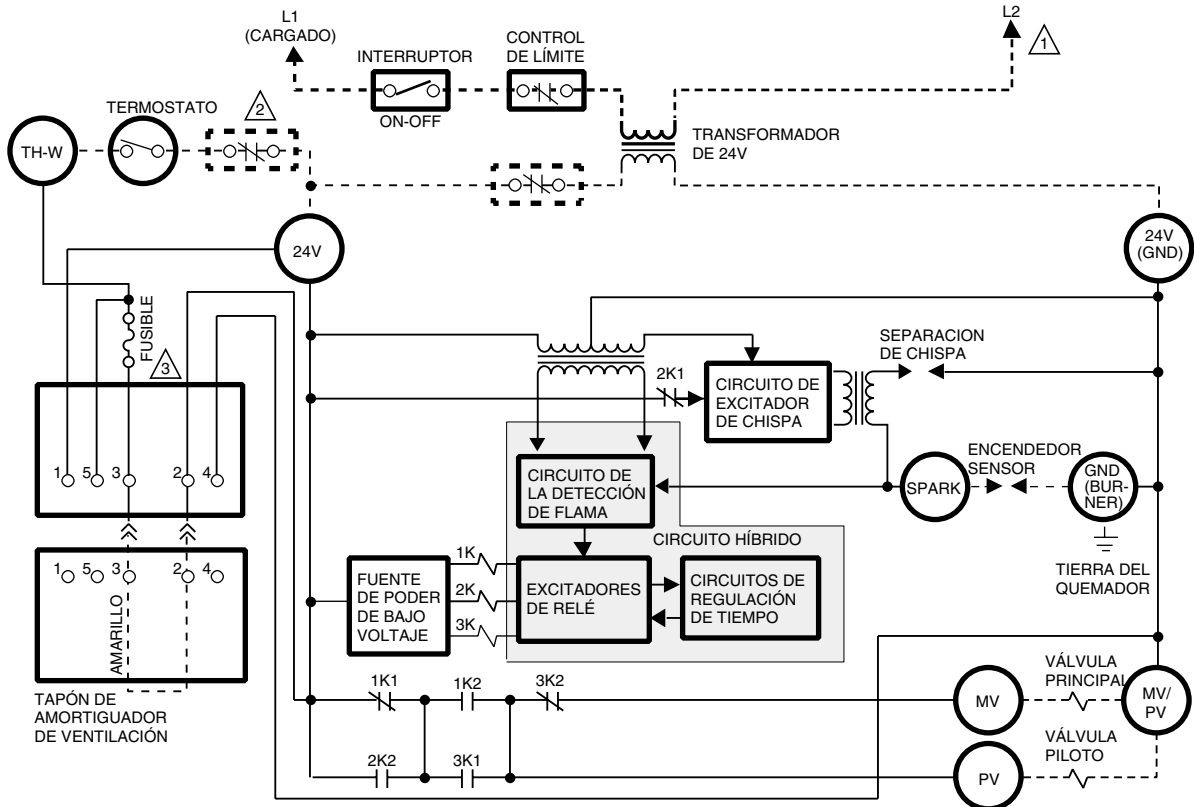 L1
(CARGADO)
L2
1
INTERRUPTOR
ON-OFF
CONTROL
DE LÍMITE
TERMOSTATO
2
TH-W
TRANSFORMADOR
DE 24V
24V
24V
(GND)
FUSIBLE
3
SEPARACION
DE CHISPA
2K1
CIRCUITO DE
EXCITADOR
DE CHISPA
1 5 3 2 4
CIRCUITO DE
LA DETECCIÓN
DE FLAMA
SPARK
ENCENDEDOR
SENSOR
GND
(BUR-
NER)
TIERRA DEL
QUEMADOR
CIRCUITO HÍBRIDO
1 5 3 2 4
AMARILLO
FUENTE
DE PODER
DE BAJO
VOLTAJE
1K
2K
3K
EXCITADORES
DE RELÉ
CIRCUITOS DE
REGULACIÓN
DE TIEMPO
TAPÓN DE
AMORTIGUADOR
DE VENTILACIÓN
1K1
1K2
3K2
MV
VÁLVULA
PRINCIPAL
MV/
PV
2K2
3K1
PV
VÁLVULA
PILOTO